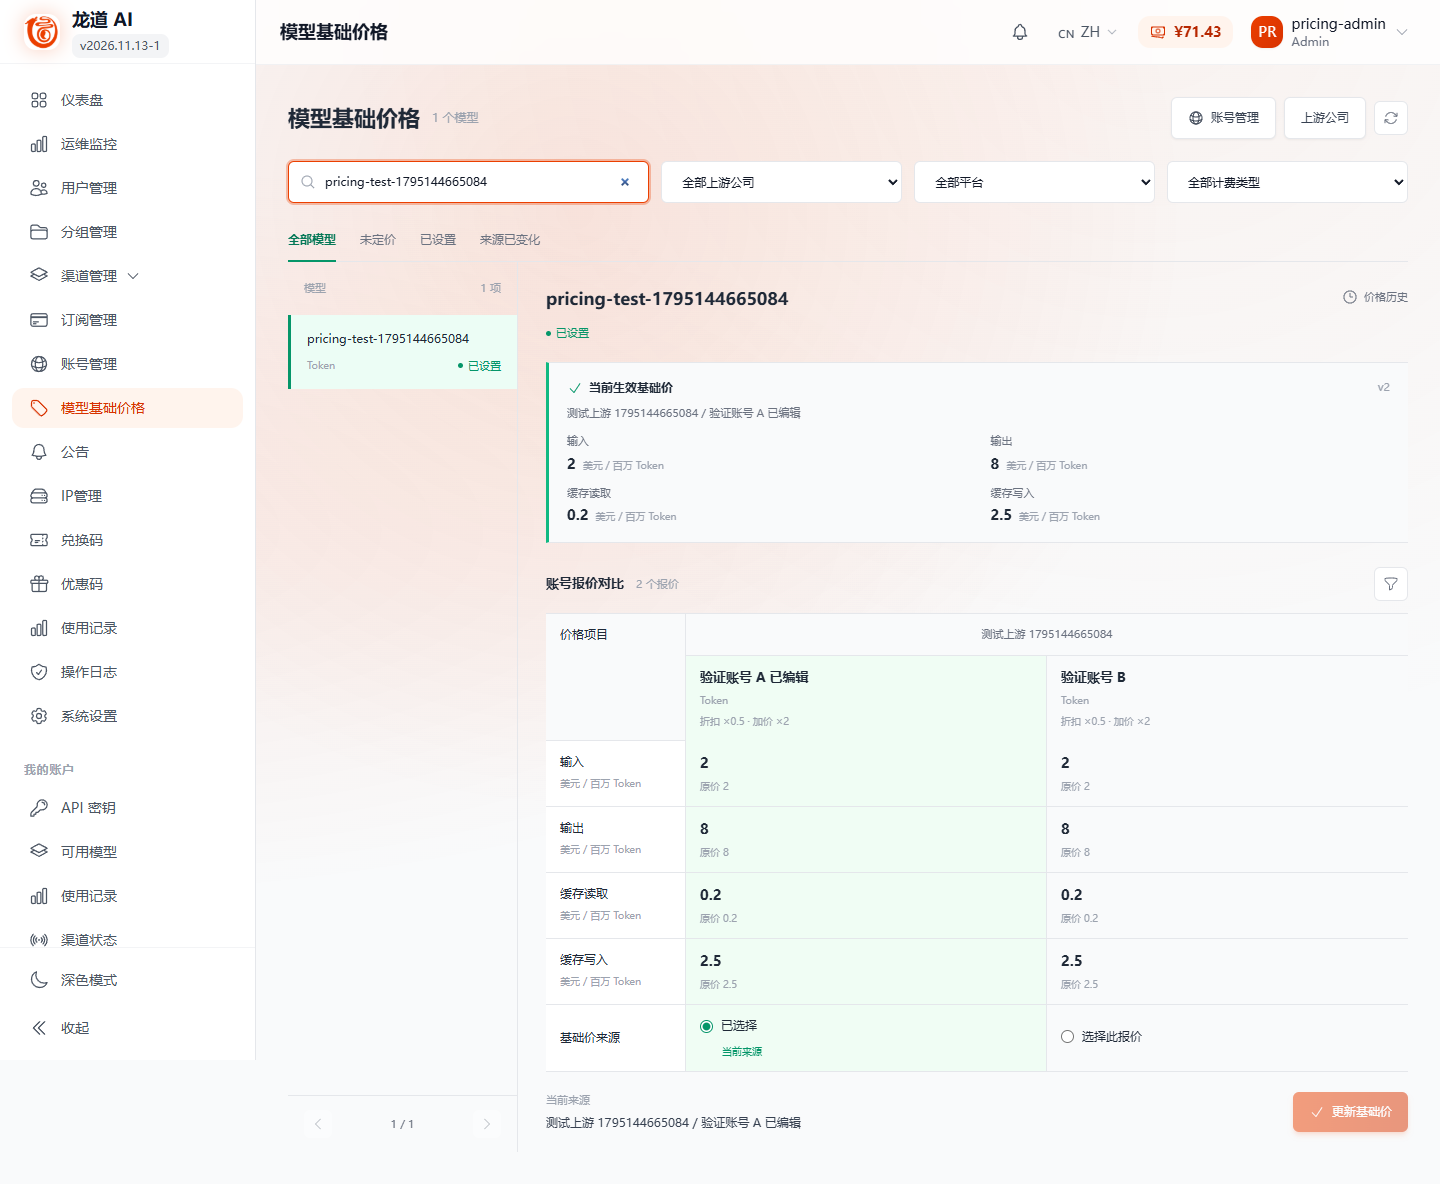 龙道 AI
v2026.11.13-1
模型基础价格
CN ZH
¥71.43
PR
pricing-admin
Admin
仪表盘
运维监控
用户管理
分组管理
渠道管理
订阅管理
账号管理
模型基础价格
公告
IP管理
兑换码
优惠码
使用记录
操作日志
系统设置
我的账户
API 密钥
可用模型
使用记录
渠道状态
深色模式
收起
模型基础价格 1 个模型
账号管理
上游公司
pricing-test-1795144665084
全部上游公司
全部平台
全部计费类型
全部模型 未定价 已设置 来源已变化
模型 1 项
pricing-test-1795144665084
Token 已设置
1 / 1
pricing-test-1795144665084
价格历史
已设置
当前生效基础价 v2
测试上游 1795144665084 / 验证账号 A 已编辑
输入 输出
2 美元 / 百万 Token 8 美元 / 百万 Token
缓存读取 缓存写入
0.2 美元 / 百万 Token 2.5 美元 / 百万 Token
账号报价对比 2 个报价
价格项目 测试上游 1795144665084
验证账号 A 已编辑 验证账号 B
Token Token
折扣 ×0.5 · 加价 ×2 折扣 ×0.5 · 加价 ×2
输入 2 2
美元 / 百万 Token 原价 2 原价 2
输出 8 8
美元 / 百万 Token 原价 8 原价 8
缓存读取 0.2 0.2
美元 / 百万 Token 原价 0.2 原价 0.2
缓存写入 2.5 2.5
美元 / 百万 Token 原价 2.5 原价 2.5
基础价来源 已选择 选择此报价
当前来源
当前来源
测试上游 1795144665084 / 验证账号 A 已编辑
更新基础价